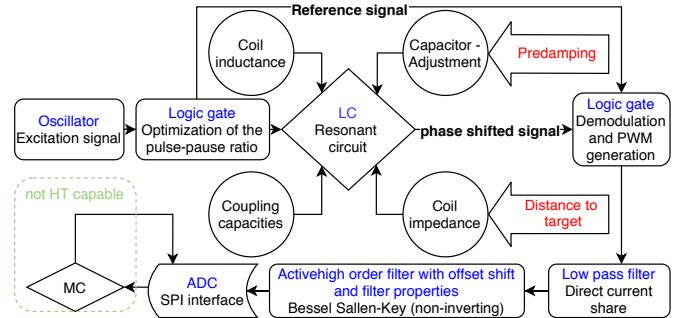 Reference signal
Coil
inductance
Capacitor -
Adjustment
Predamping
Oscillator
Excitation signal
Logic gate
Optimization of the
pulse-pause ratio
LC
Resonant
circuit
phase shifted signal
Logic gate
Demodulation
and PWM
generation
not HT capable
Coupling
capacities
Coil
impedance
Distance to
target
MC
ADC
SPI interface
Activehigh order filter with offset shift
and filter properties
Bessel Sallen-Key (non-inverting)
Low pass filter
Direct current
share